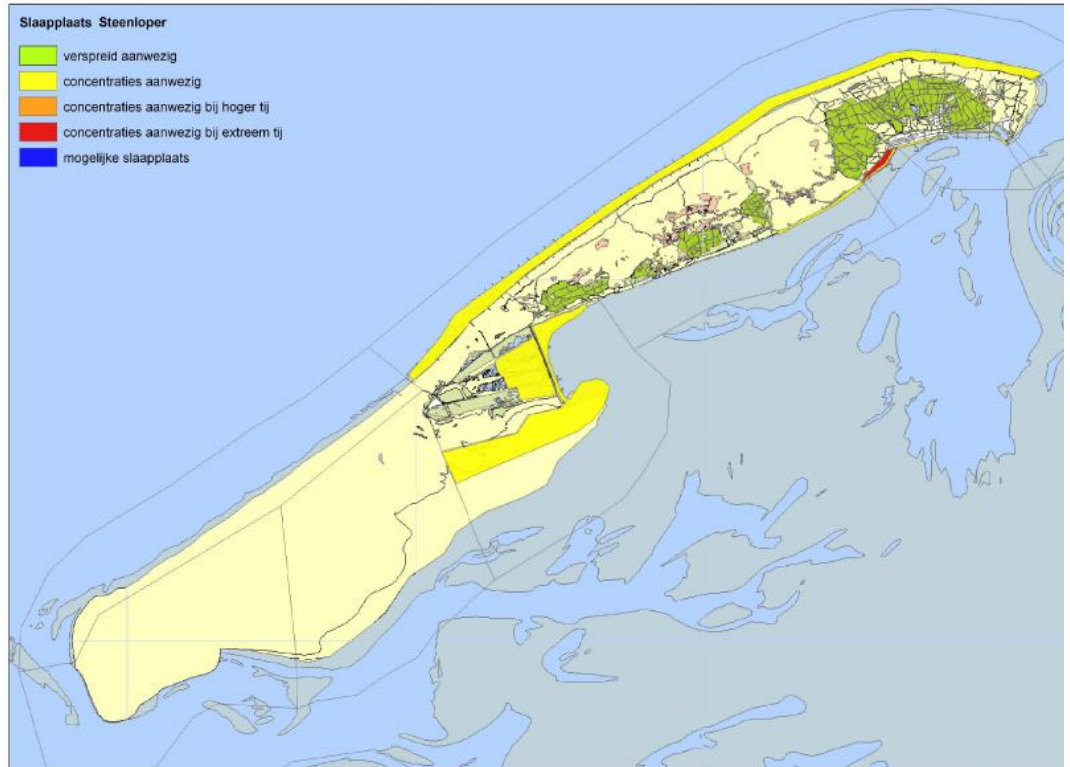 Slaapplaats Steenloper
verspreid aanwezig
concentraties aanwezig
concentraties aanwezig bij hoger tij
concentraties aanwezig bij extreem tij
mogelijke slaapplaats